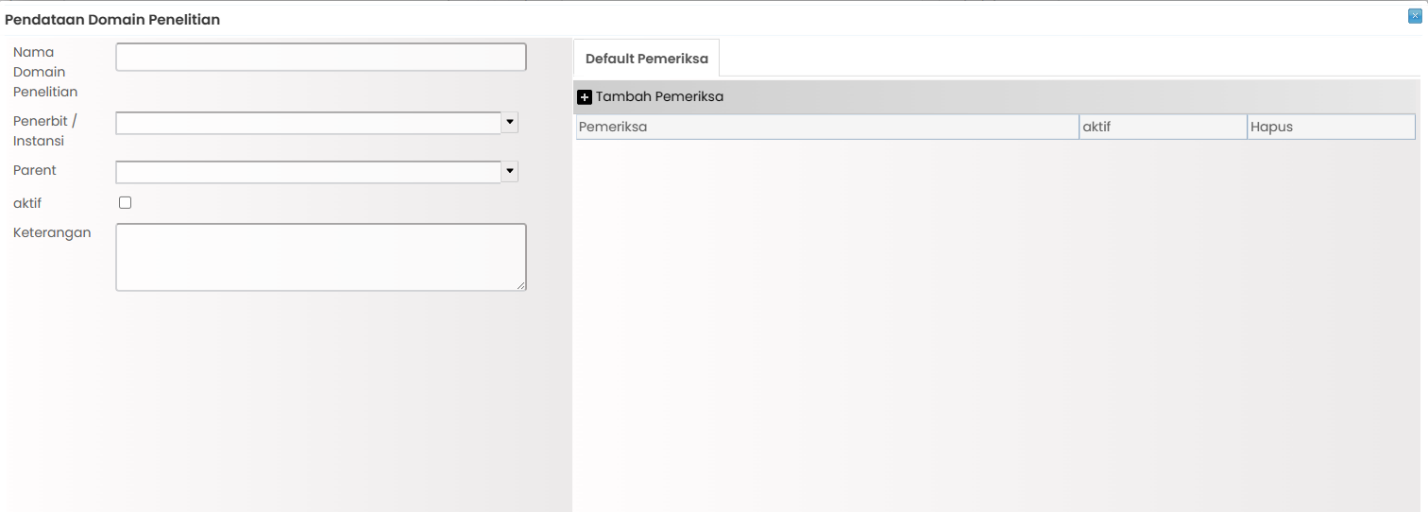 Pendataan Domain Penelitian
Nama
Domain
Penelitian
Penerbit /
Instansi
Parent
aktif
Keterangan
Default Pemeriksa
Tambah Pemeriksa
Pemeriksa aktif Hapus